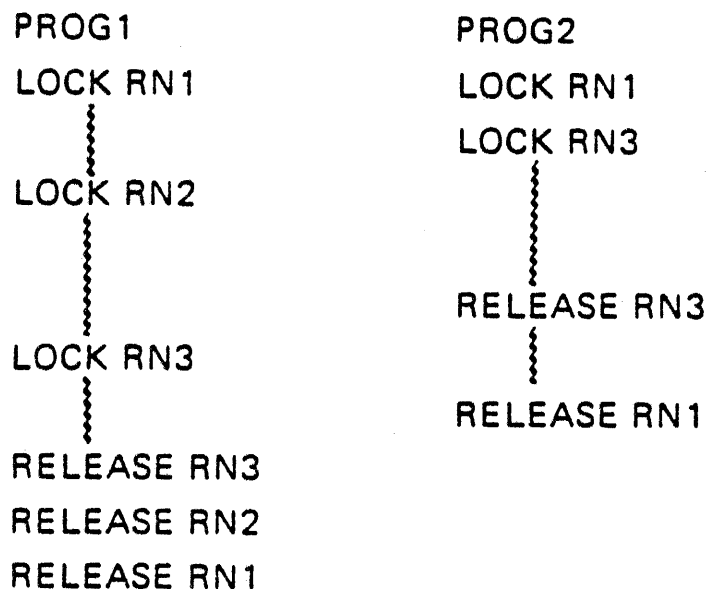 PROG1
LOCK RN1
LOCK RN2
LOCK RN3
RELEASE RN3
RELEASE RN2
RELEASE RN1
PROG2
LOCK RN1
LOCK RN3
RELEASE RN3
RELEASE RN1